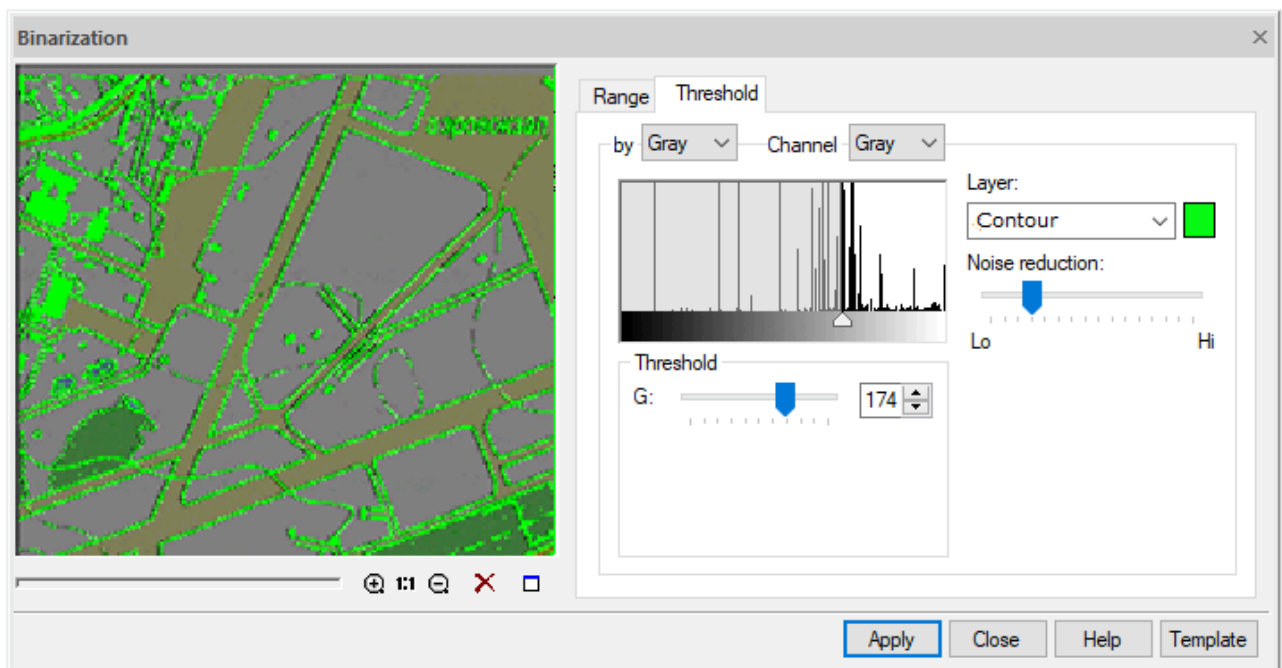 Binarization
Range Threshold
by Gray Channel Gray
Layer:
Contour
Noise reduction:
Lo Hi
Threshold
G: 174
1:1
Apply Close Help Template